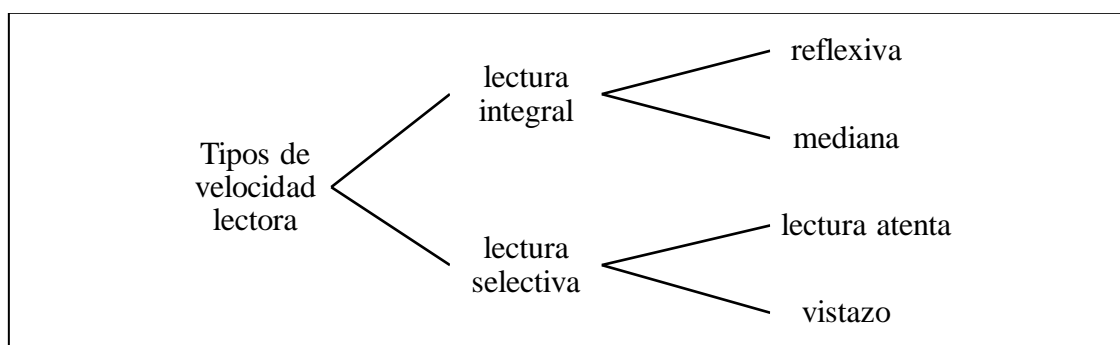 Tipos de
velocidad
lectora
lectura
integral
reflexiva
mediana
lectura
selectiva
lectura atenta
vistazo